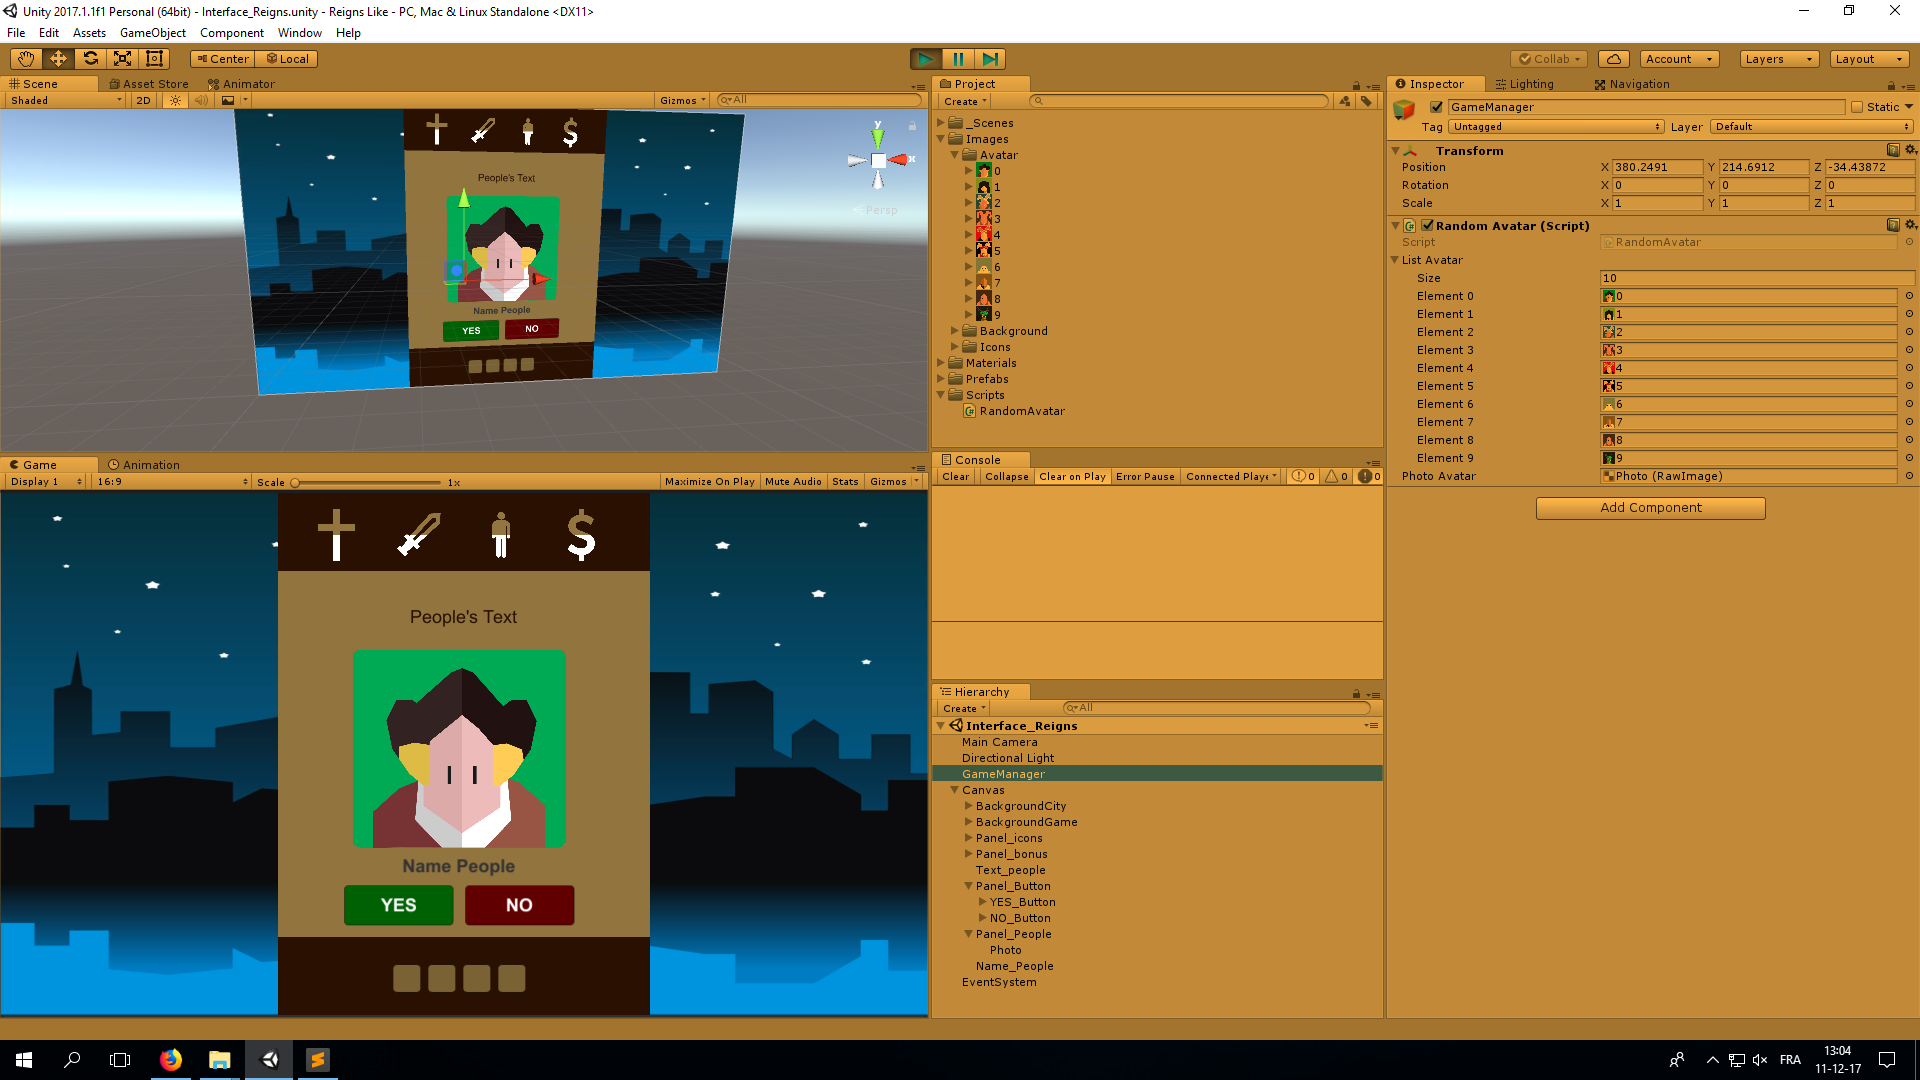 Unity 2017.1.1f1 Personal (64bit) - Interface_Reigns.unity - Reigns Like - PC, Mac & Linux Standalone <DX11>
File Edit Assets GameObject Component Window Help
Center Local Collab Account Layers Layout
Scene Asset Store Animator
Shaded 2D Gizmos All
y
x
Persp
People's Text
Name People
YES NO
Game Animation
Display 1 16:9 Scale 1x Maximize On Play Mute Audio Stats Gizmos
People's Text
Name People
YES NO
Project
Create
_Scenes
Images
Avatar
0
1
2
3
4
5
6
7
8
9
Background
Icons
Materials
Prefabs
Scripts
RandomAvatar
Console
Clear Collapse Clear on Play Error Pause Connected Playe 0 0 0
Hierarchy
Create All
Interface_Reigns
Main Camera
Directional Light
GameManager
Canvas
BackgroundCity
BackgroundGame
Panel_icons
Panel_bonus
Text_people
Panel_Button
YES_Button
NO_Button
Panel_People
Photo
Name_People
EventSystem
Inspector Lighting Navigation
GameManager Static
Tag Untagged Layer Default
Transform
Position X 380.2491 Y 214.6912 Z -34.43872
Rotation X 0 Y 0 Z 0
Scale X 1 Y 1 Z 1
Random Avatar (Script)
Script RandomAvatar
List Avatar
Size 10
Element 0 0
Element 1 1
Element 2 2
Element 3 3
Element 4 4
Element 5 5
Element 6 6
Element 7 7
Element 8 8
Element 9 9
Photo Avatar Photo (RawImage)
Add Component
FRA
13:04
11-12-17